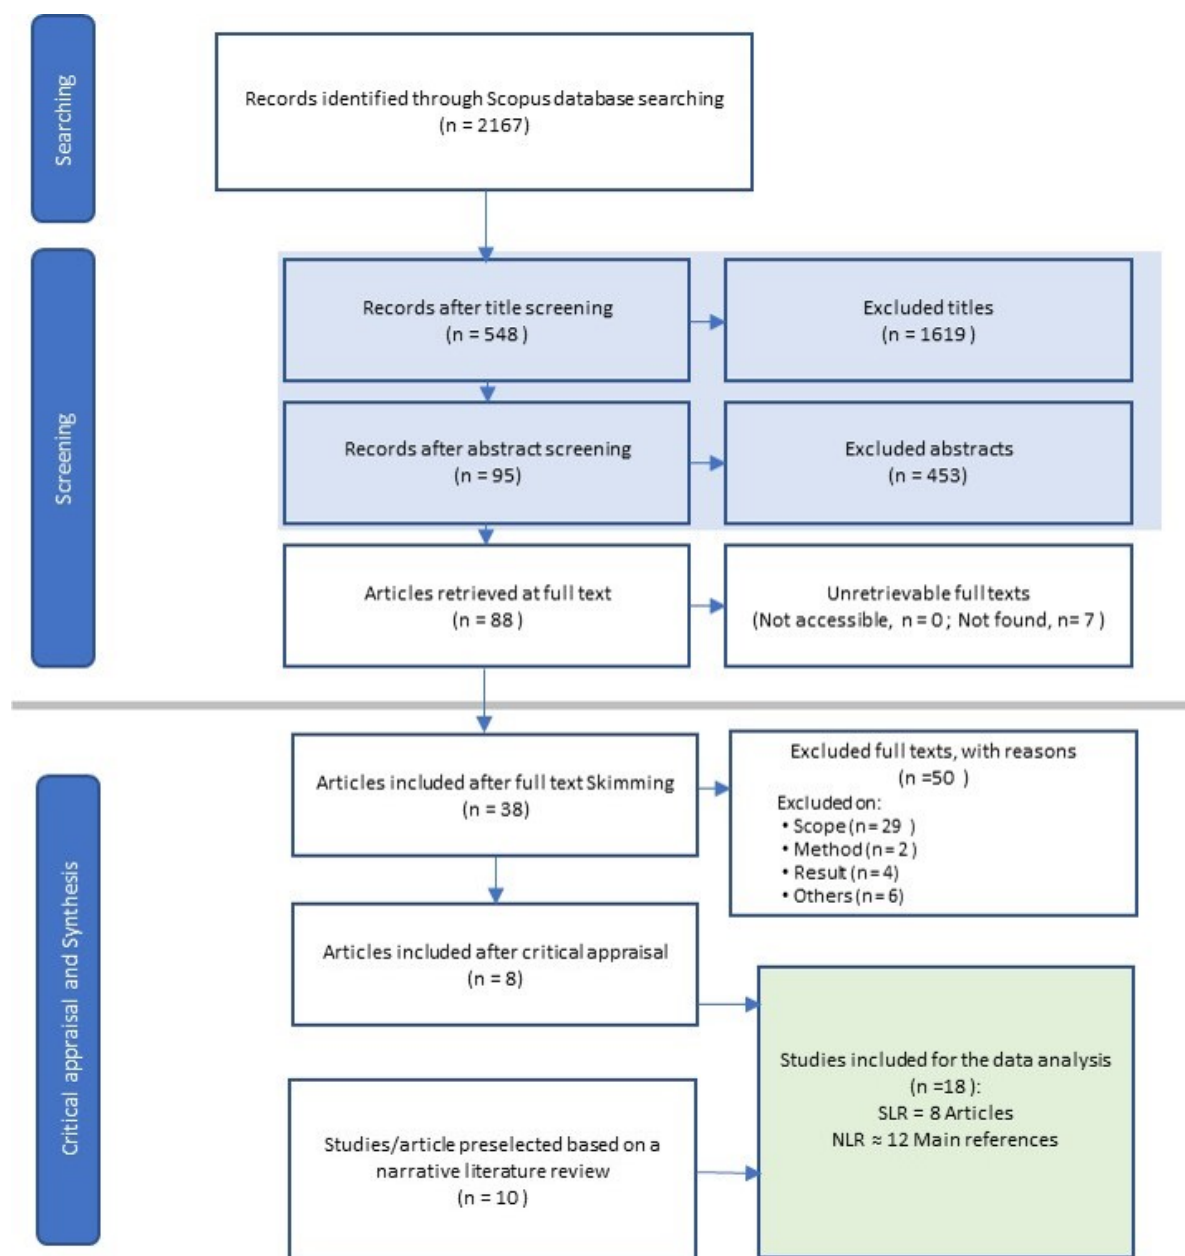 Searching
Records identified through Scopus database searching
(n = 2167)
Screening
Records after title screening
(n = 548 )
Excluded titles
(n = 1619 )
Records after abstract screening
(n = 95)
Excluded abstracts
(n = 453)
Articles retrieved at full text
(n = 88 )
Unretrievable full texts
(Not accessible, n = 0 ; Not found, n= 7 )
Critical appraisal and Synthesis
Articles included after full text Skimming
(n = 38)
Excluded full texts, with reasons
(n =50 )
Excluded on:
• Scope (n= 29 )
• Method (n= 2 )
• Result (n= 4)
• Others (n= 6)
Articles included after critical appraisal
(n = 8)
Studies/article preselected based on a
narrative literature review
(n = 10 )
Studies included for the data analysis
(n =18 ):
SLR = 8 Articles
NLR ≈ 12 Main references